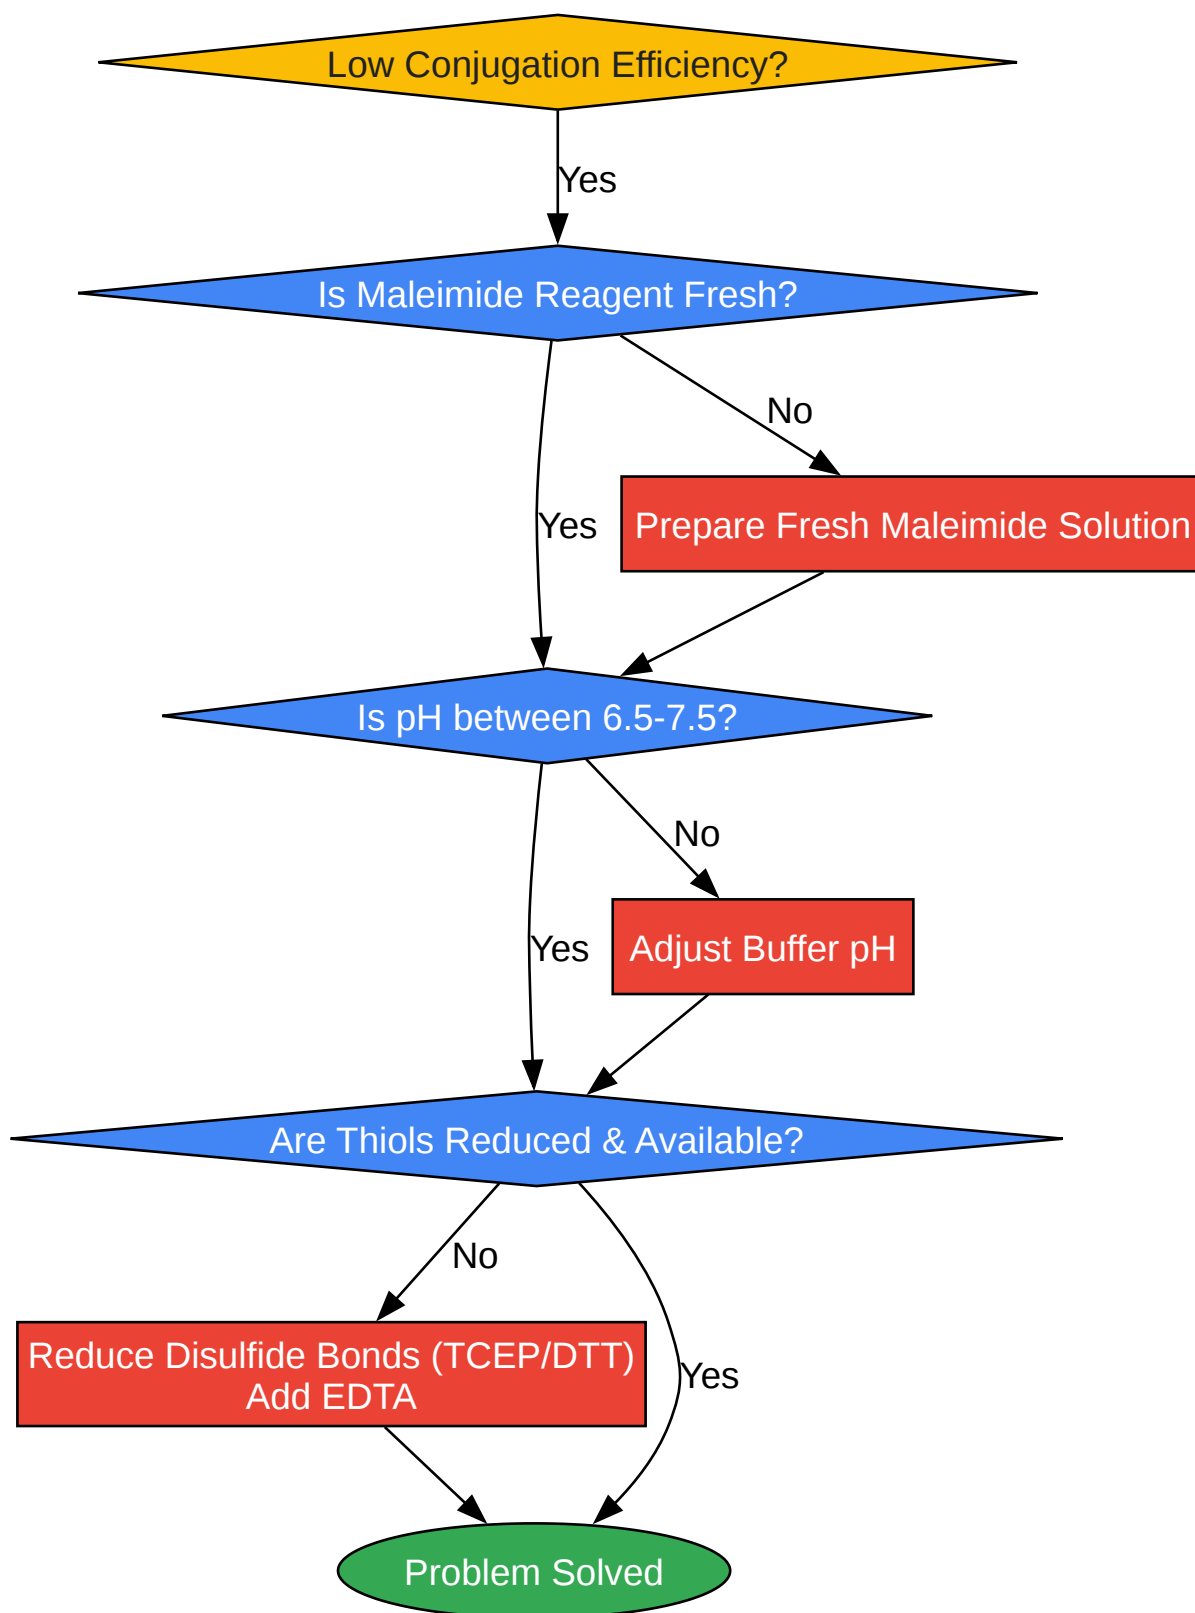 Low Conjugation Efficiency?
Yes
Is Maleimide Reagent Fresh?
No
Yes
Prepare Fresh Maleimide Solution
Is pH between 6.5-7.5?
No
Yes
Adjust Buffer pH
Are Thiols Reduced & Available?
No
Reduce Disulfide Bonds (TCEP/DTT)
Add EDTA
Yes
Problem Solved